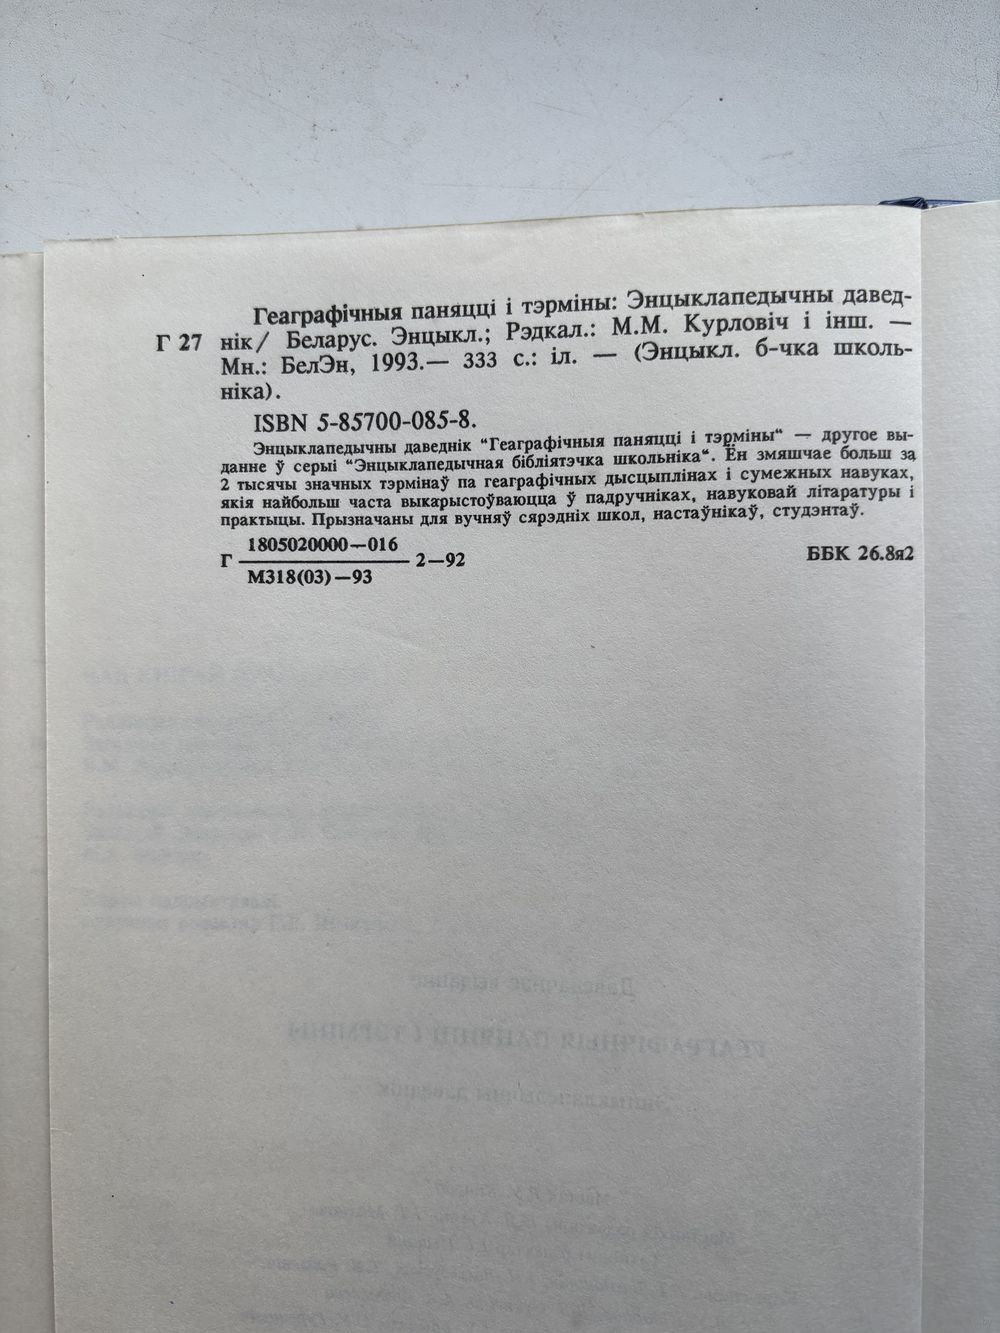 Геаграфічныя паняцці і тэрміны: Энцыклапедычны давед-
Г 27 нік/ Беларус. Энцыкл.; Рэдкал.: М.М. Курловіч і інш. —
Мн.: БелЭн, 1993.— 333 с.: іл. — (Энцыкл. б-чка школь-
ніка).
ISBN 5-85700-085-8.
Энцыклапедычны даведнік “Геаграфічныя паняцці і тэрміны“ — другое вы-
данне ў серыі “Энцыклапедычная бібліятэчка школьніка“. Ён змяшчае больш за
2 тысячы значных тэрмінаў па геаграфічных дысцыплінах і сумежных навуках,
якія найбольш часта выкарыстоўваюцца ў падручніках, навуковай літаратуры і
практыцы. Прызначаны для вучняў сярэдніх школ, настаўнікаў, студэнтаў.
1805020000—016
Г 2—92 ББК 26.8я2
М318(03)—93